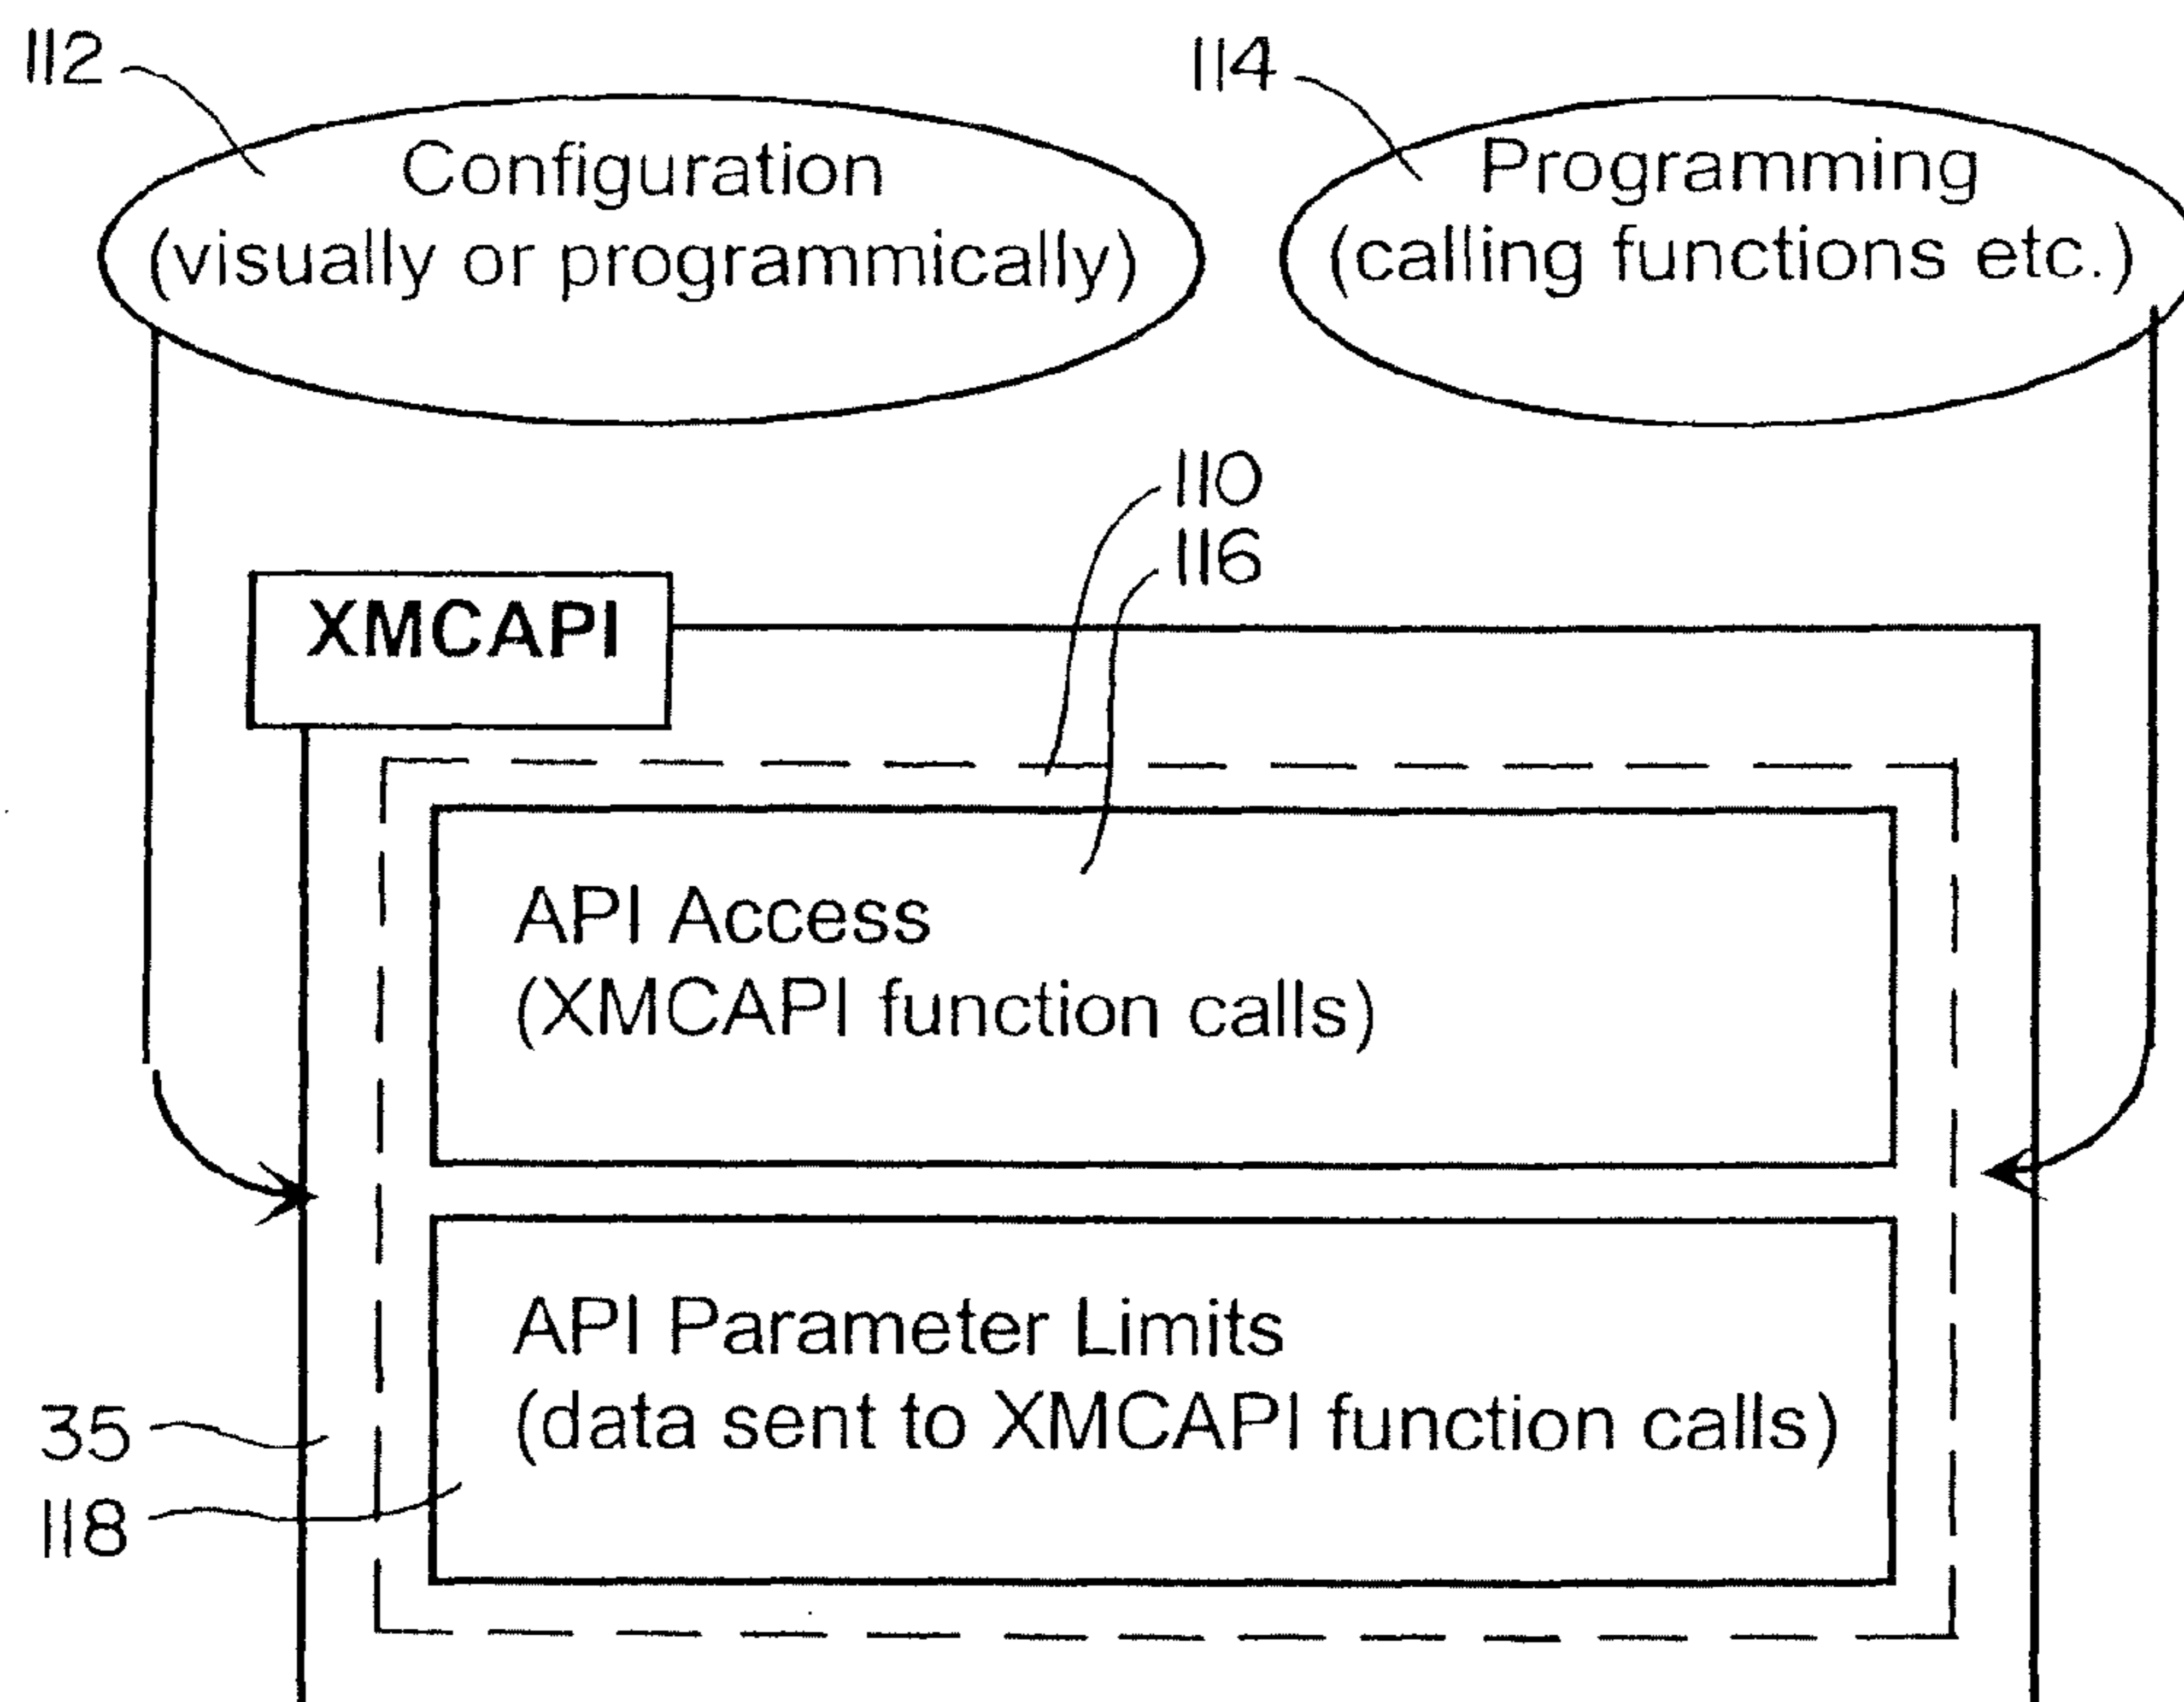 112
114
Configuration
(visually or programmically)
Programming
(calling functions etc.)
110
116
XMCAPI
API Access
(XMCAPI function calls)
API Parameter Limits
(data sent to XMCAPI function calls)
35
118